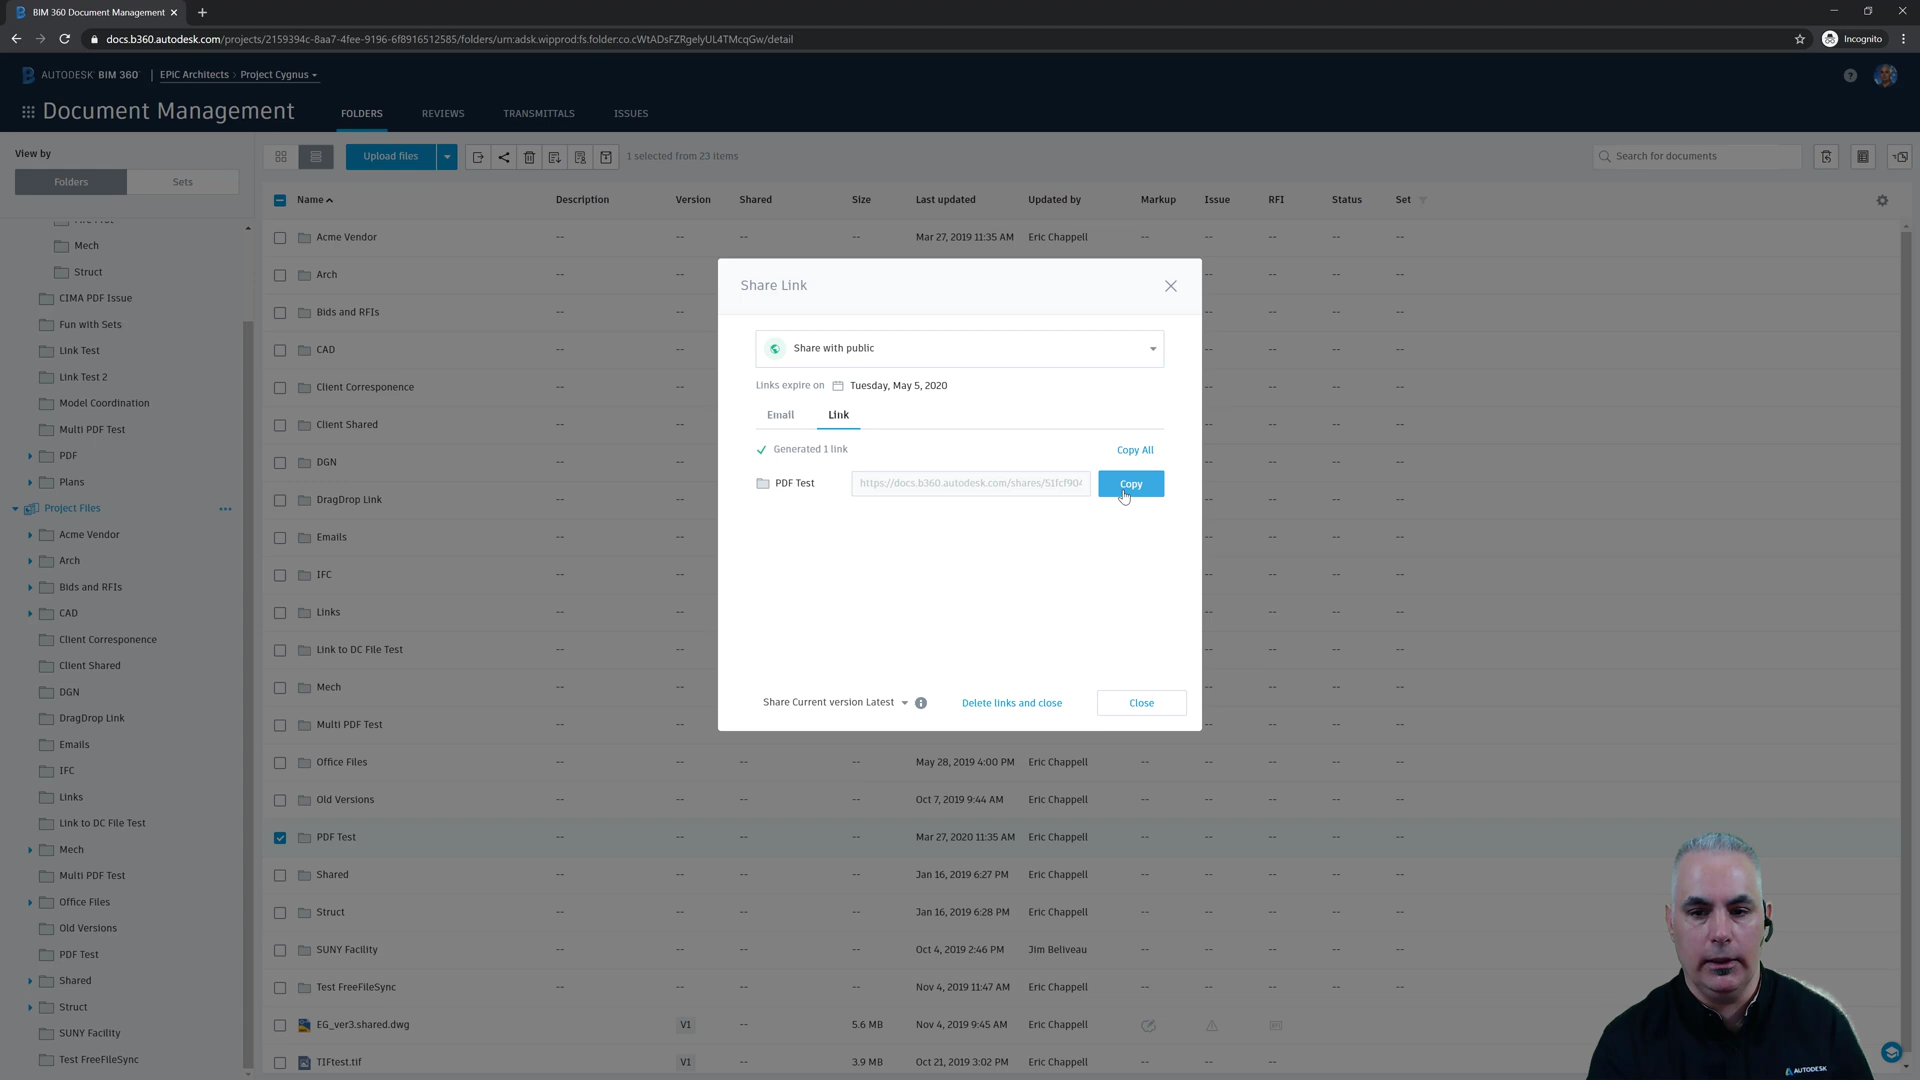 BIM 360 Document Management
docs.b360.autodesk.com/projects/2159394c-8aa7-4fee-9196-6f8916512585/folders/urn:adsk.wipprod:fs.folder:co.cWtADsFZRgelyUL4TMcqGw/detail
Incognito
AUTODESK BIM 360 | EPIC Architects > Project Cygnus
Document Management FOLDERS REVIEWS TRANSMITTALS ISSUES
View by
Folders Sets
Mech
Struct
CIMA PDF Issue
Fun with Sets
Link Test
Link Test 2
Model Coordination
Multi PDF Test
PDF
Plans
Project Files
Acme Vendor
Arch
Bids and RFIs
CAD
Client Corresponence
Client Shared
DGN
DragDrop Link
Emails
IFC
Links
Link to DC File Test
Mech
Multi PDF Test
Office Files
Old Versions
PDF Test
Shared
Struct
SUNY Facility
Test FreeFileSync
Upload files 1 selected from 23 items Search for documents
Name Description Version Shared Size Last updated Updated by Markup Issue RFI Status Set
Acme Vendor -- -- -- -- Mar 27, 2019 11:35 AM Eric Chappell -- -- -- -- --
Arch -- -- -- -- -- --
Bids and RFIs -- -- -- -- -- --
CAD -- -- -- -- -- --
Client Corresponence -- -- -- -- -- --
Client Shared -- -- -- -- -- --
DGN -- -- -- -- -- --
DragDrop Link -- -- -- -- -- --
Emails -- -- -- -- -- --
IFC -- -- -- -- -- --
Links -- -- -- -- -- --
Link to DC File Test -- -- -- -- -- --
Mech -- -- -- -- -- --
Multi PDF Test -- -- -- -- -- --
Office Files -- -- -- -- May 28, 2019 4:00 PM Eric Chappell -- -- -- -- --
Old Versions -- -- -- -- Oct 7, 2019 9:44 AM Eric Chappell -- -- -- -- --
PDF Test -- -- -- -- Mar 27, 2020 11:35 AM Eric Chappell -- -- -- -- --
Shared -- -- -- -- Jan 16, 2019 6:27 PM Eric Chappell -- -- -- -- --
Struct -- -- -- -- Jan 16, 2019 6:28 PM Eric Chappell -- -- -- -- --
SUNY Facility -- -- -- -- Oct 4, 2019 2:46 PM Jim Beliveau -- -- -- -- --
Test FreeFileSync -- -- -- -- Nov 4, 2019 11:47 AM Eric Chappell -- -- -- -- --
EG_ver3.shared.dwg -- V1 -- 5.6 MB Nov 4, 2019 9:45 AM Eric Chappell -- --
TIFtest.tif -- V1 -- 3.9 MB Oct 21, 2019 3:02 PM Eric Chappell -- -- -- -- --
Share Link
Share with public
Links expire on Tuesday, May 5, 2020
Email Link
Generated 1 link Copy All
PDF Test https://docs.b360.autodesk.com/shares/51fcf904 Copy
Share Current version Latest Delete links and close Close
AUTODESK